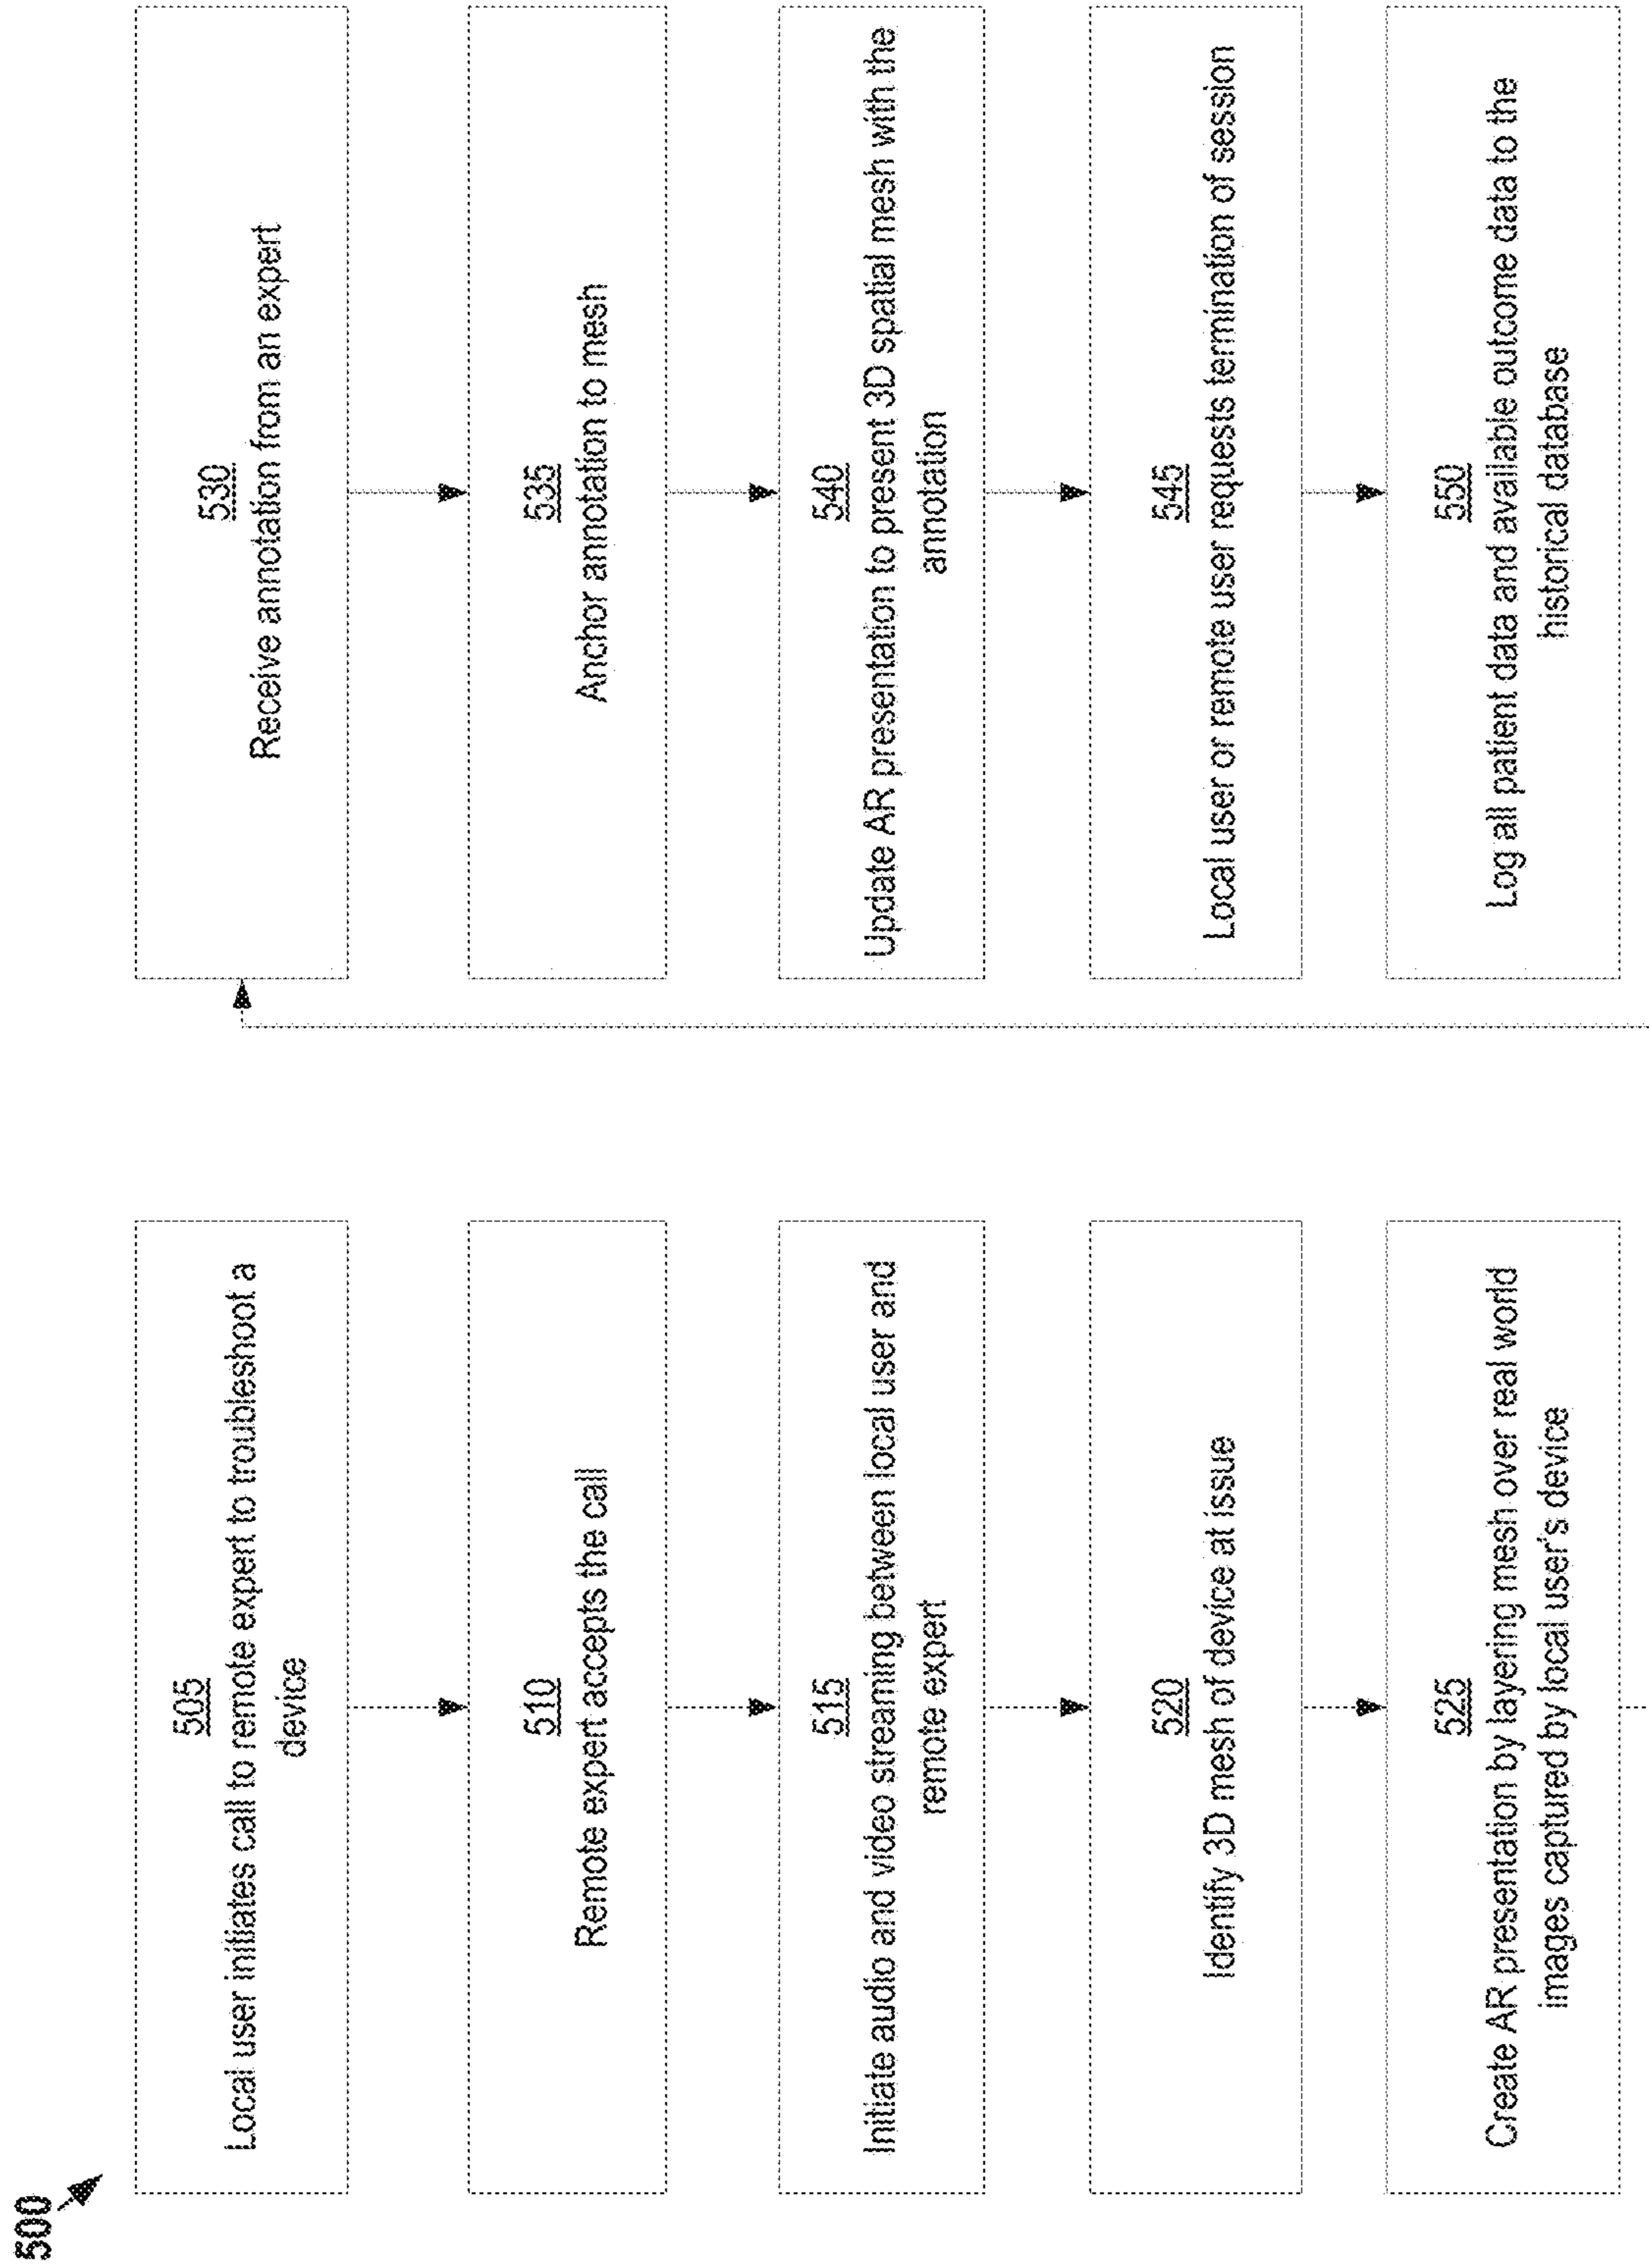 500
505
Local user initiates call to remote expert to troubleshoot a
device
510
Remote expert accepts the call
515
Initiate audio and video streaming between local user and
remote expert
520
Identify 3D mesh of device at issue
525
Create AR presentation by layering mesh over real world
images captured by local user's device
530
Receive annotation from an expert
535
Anchor annotation to mesh
540
Update AR presentation to present 3D spatial mesh with the
annotation
545
Local user or remote user requests termination of session
550
Log all patient data and available outcome data to the
historical database